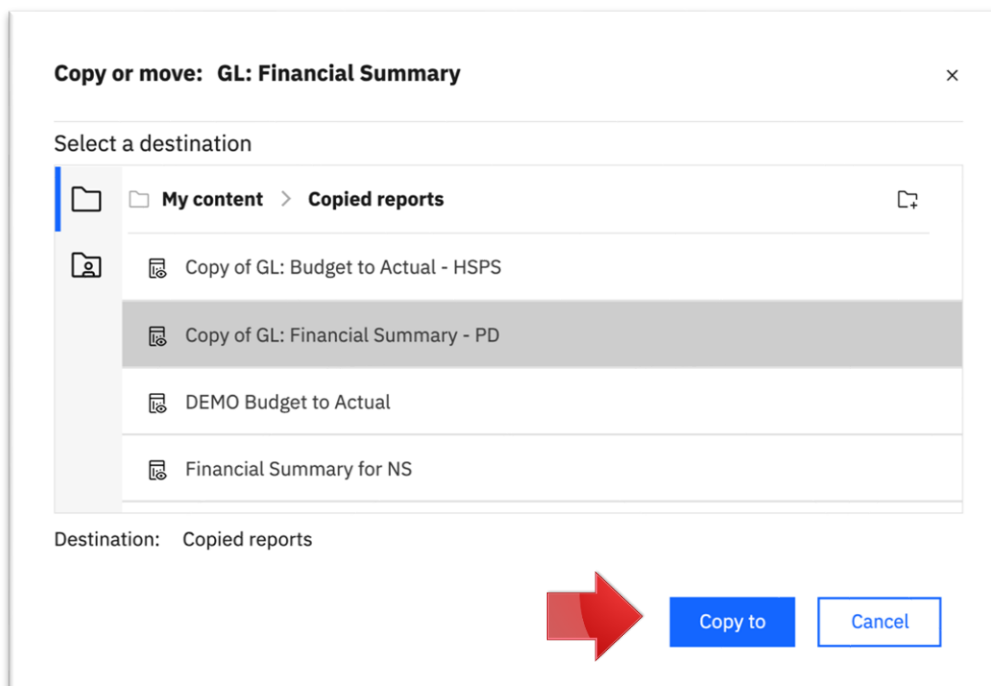 Copy or move: GL: Financial Summary
Select a destination
My content > Copied reports
Copy of GL: Budget to Actual - HSPS
Copy of GL: Financial Summary - PD
DEMO Budget to Actual
Financial Summary for NS
Destination: Copied reports
Copy to Cancel